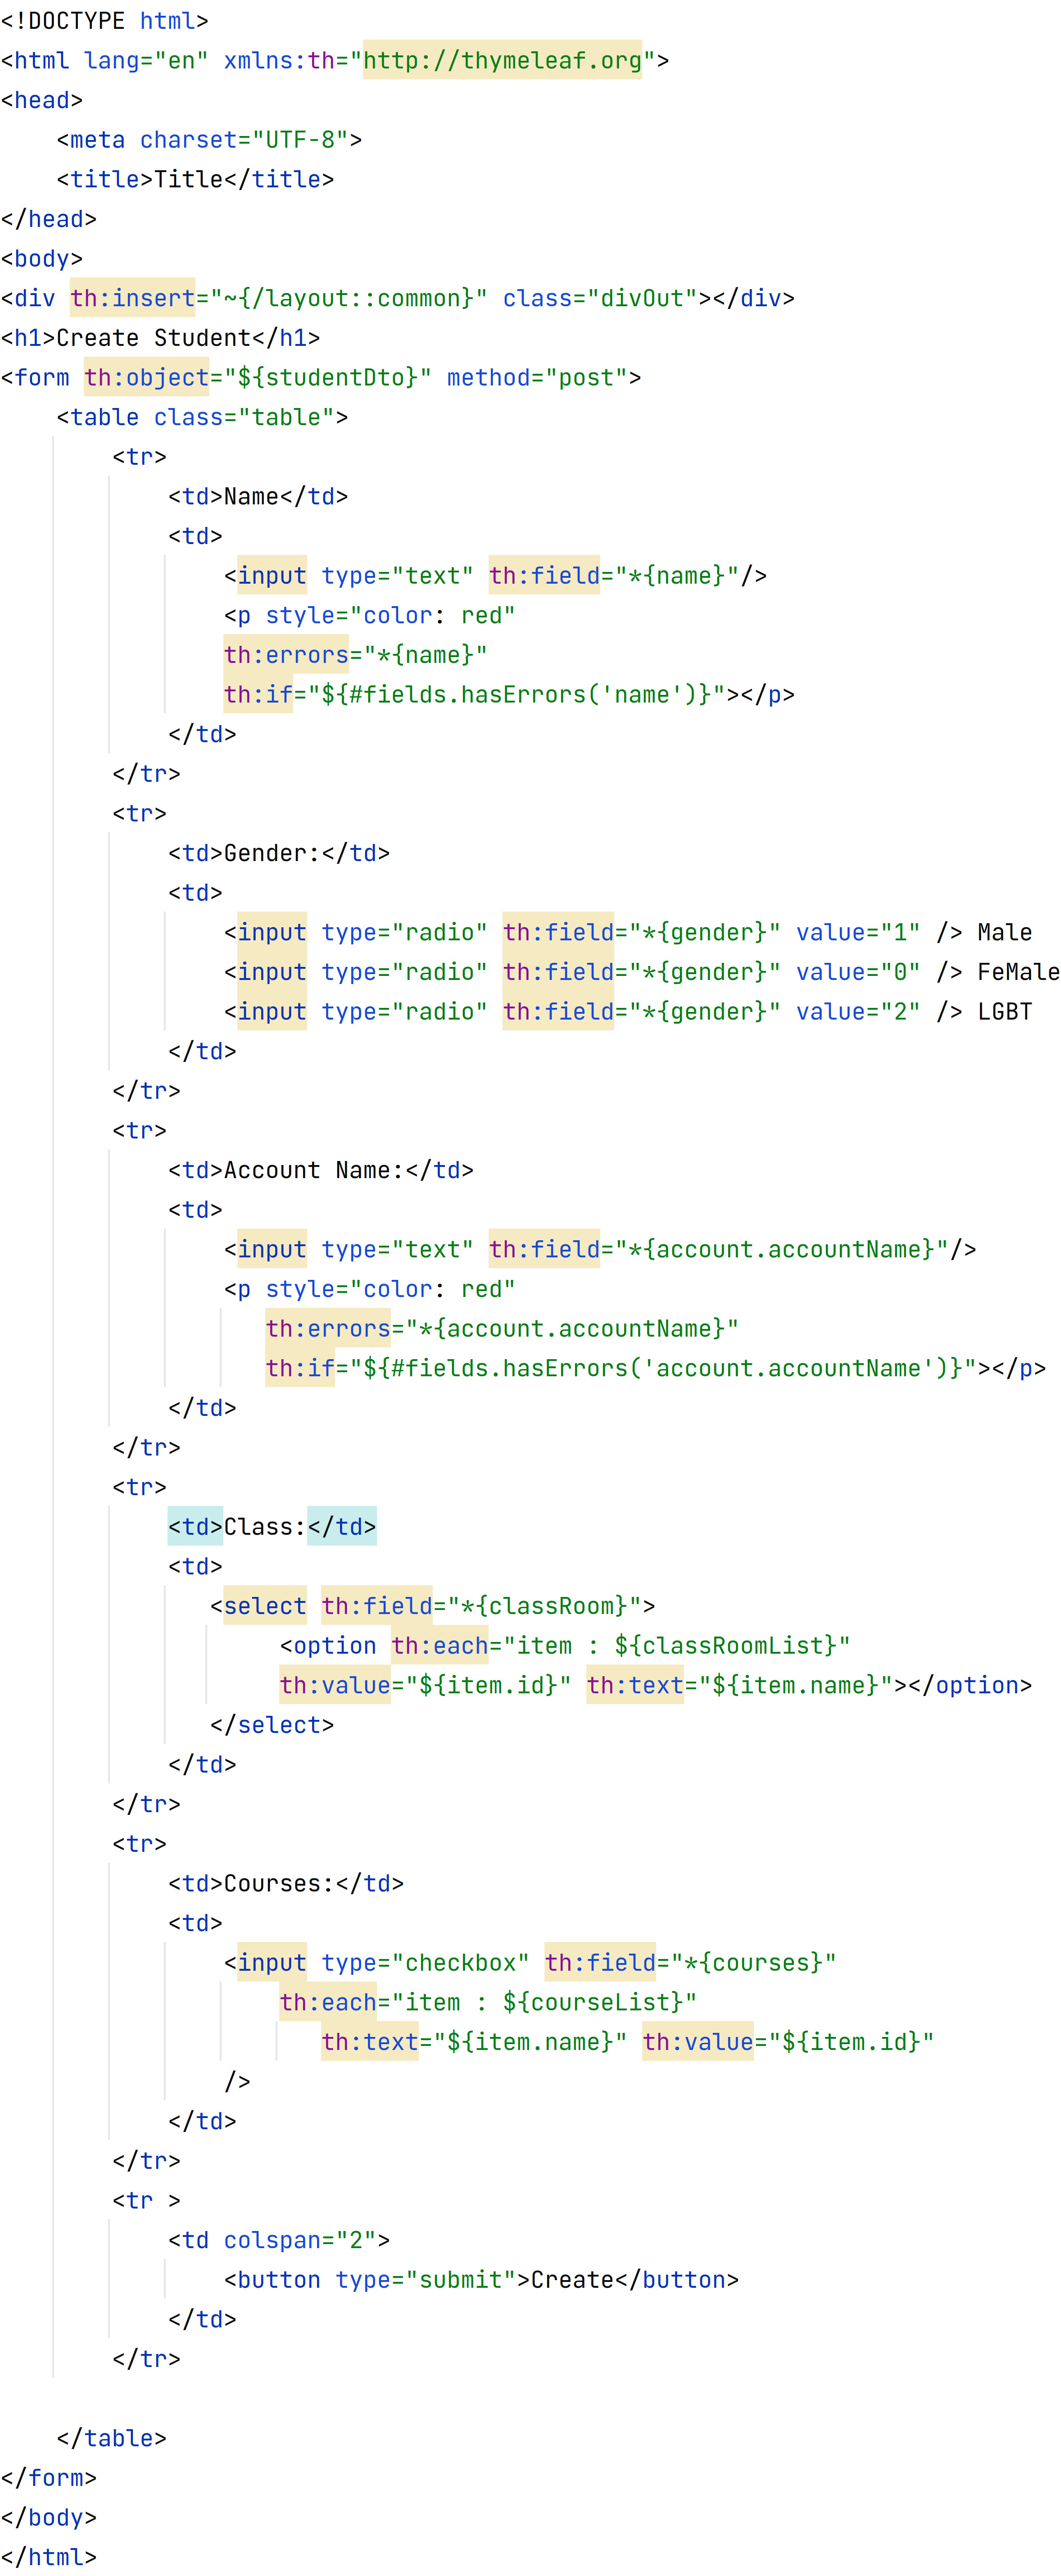 <!DOCTYPE html>
<html lang="en" xmlns:th="http://thymeleaf.org">
<head>
    <meta charset="UTF-8">
    <title>Title</title>
</head>
<body>
<div th:insert="~{/layout::common}" class="divOut"></div>
<h1>Create Student</h1>
<form th:object="${studentDto}" method="post">
    <table class="table">
        <tr>
            <td>Name</td>
            <td>
                <input type="text" th:field="*{name}"/>
                <p style="color: red"
                th:errors="*{name}"
                th:if="${#fields.hasErrors('name')}"></p>
            </td>
        </tr>
        <tr>
            <td>Gender:</td>
            <td>
                <input type="radio" th:field="*{gender}" value="1" /> Male
                <input type="radio" th:field="*{gender}" value="0" /> FeMale
                <input type="radio" th:field="*{gender}" value="2" /> LGBT
            </td>
        </tr>
        <tr>
            <td>Account Name:</td>
            <td>
                <input type="text" th:field="*{account.accountName}"/>
                <p style="color: red"
                   th:errors="*{account.accountName}"
                   th:if="${#fields.hasErrors('account.accountName')}"></p>
            </td>
        </tr>
        <tr>
            <td>Class:</td>
            <td>
               <select th:field="*{classRoom}">
                    <option th:each="item : ${classRoomList}"
                    th:value="${item.id}" th:text="${item.name}"></option>
               </select>
            </td>
        </tr>
        <tr>
            <td>Courses:</td>
            <td>
                <input type="checkbox" th:field="*{courses}"
                    th:each="item : ${courseList}"
                       th:text="${item.name}" th:value="${item.id}"
                />
            </td>
        </tr>
        <tr >
            <td colspan="2">
                <button type="submit">Create</button>
            </td>
        </tr>

    </table>
</form>
</body>
</html>